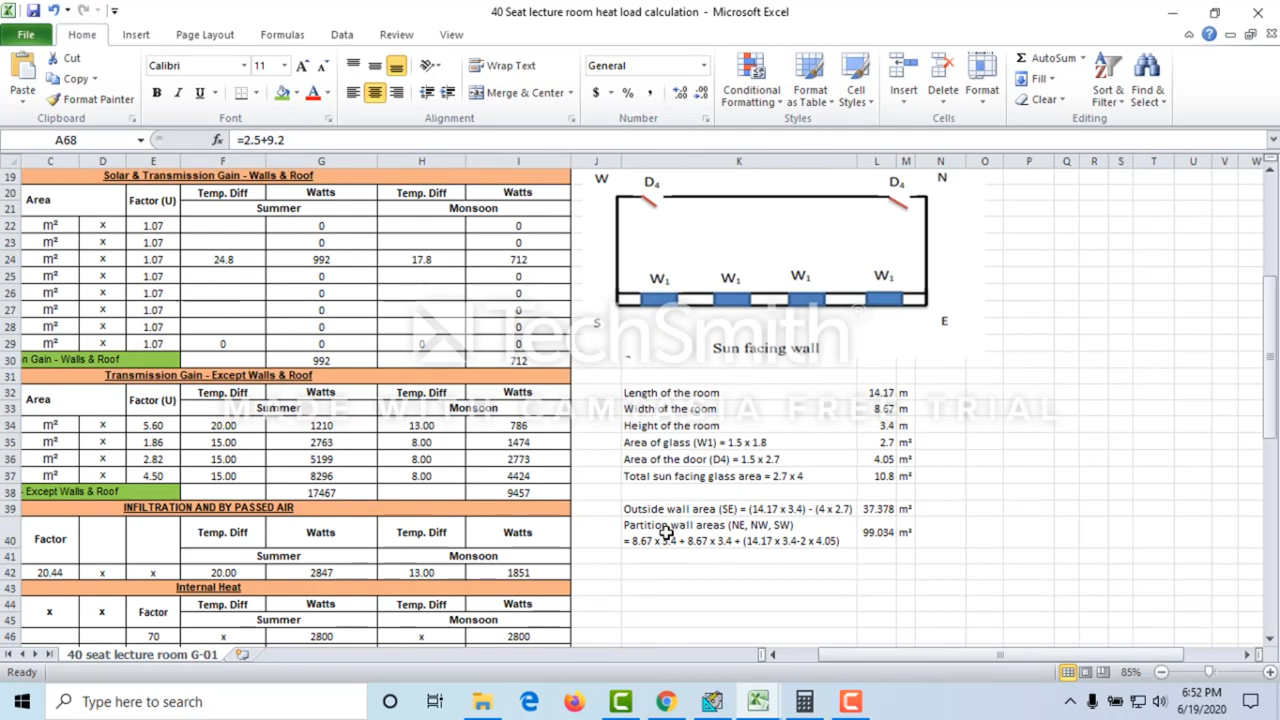 40 Seat lecture room heat load calculation - Microsoft Excel
File Home Insert Page Layout Formulas Data Review View
Cut
Copy
Format Painter
Paste
Clipboard
Calibri 11
B I U
Font
Wrap Text
Merge & Center
Alignment
General
$ % ,
Number
Conditional Formatting
Format as Table
Cell Styles
Styles
Insert Delete Format
Cells
AutoSum
Fill
Clear
Sort & Filter
Find & Select
Editing
A68 fx =2.5+9.2
C D E F G H I J K L M N O P Q R S T U V W
19 Solar & Transmission Gain - Walls & Roof
20 Area Factor (U) Temp. Diff Watts Temp. Diff Watts
21 Summer Monsoon
22 m² x 1.07 0 0
23 m² x 1.07 0 0
24 m² x 1.07 24.8 992 17.8 712
25 m² x 1.07 0 0
26 m² x 1.07 0 0
27 m² x 1.07 0 0
28 m² x 1.07 0 0
29 m² x 1.07 0 0 0 0
30 n Gain - Walls & Roof 992 712
31 Transmission Gain - Except Walls & Roof
32 Area Factor (U) Temp. Diff Watts Temp. Diff Watts
33 Summer Monsoon
34 m² x 5.60 20.00 1210 13.00 786
35 m² x 1.86 15.00 2763 8.00 1474
36 m² x 2.82 15.00 5199 8.00 2773
37 m² x 4.50 15.00 8296 8.00 4424
38 - Except Walls & Roof 17467 9457
39 INFILTRATION AND BY PASSED AIR
40 Factor Temp. Diff Watts Temp. Diff Watts
41 Summer Monsoon
42 20.44 x x 20.00 2847 13.00 1851
43 Internal Heat
44 x x Factor Temp. Diff Watts Temp. Diff Watts
45 Summer Monsoon
46 70 x 2800 x 2800
W D4 D4 N
W1 W1 W1 W1
S E
Sun facing wall
Length of the room 14.17 m
Width of the room 8.67 m
Height of the room 3.4 m
Area of glass (W1) = 1.5 x 1.8 2.7 m²
Area of the door (D4) = 1.5 x 2.7 4.05 m²
Total sun facing glass area = 2.7 x 4 10.8 m²
Outside wall area (SE) = (14.17 x 3.4) - (4 x 2.7) 37.378 m²
Partition wall areas (NE, NW, SW)
= 8.67 x 3.4 + 8.67 x 3.4 + (14.17 x 3.4-2 x 4.05) 99.034 m²
TechSmith
MADE WITH CAMTASIA FREE TRIAL
40 seat lecture room G-01
Ready 85%
Type here to search
6:52 PM
6/19/2020